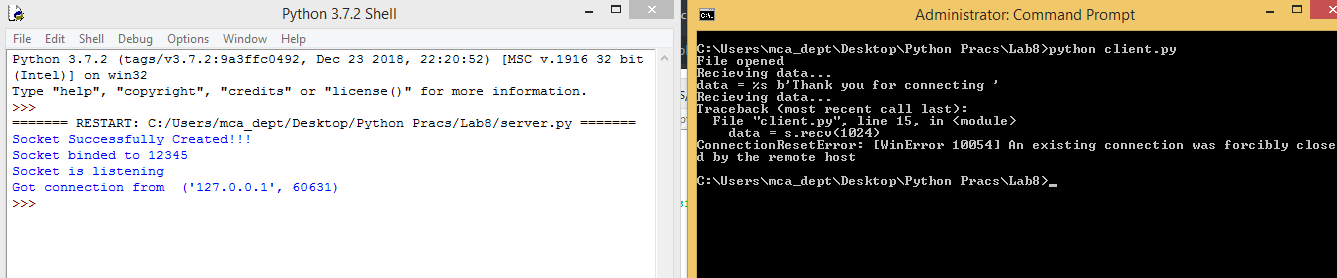 Python 3.7.2 Shell
File Edit Shell Debug Options Window Help
Python 3.7.2 (tags/v3.7.2:9a3ffc0492, Dec 23 2018, 22:20:52) [MSC v.1916 32 bit
(Intel)] on win32
Type "help", "copyright", "credits" or "license()" for more information.
>>>
======= RESTART: C:/Users/mca_dept/Desktop/Python Pracs/Lab8/server.py =======
Socket Successfully Created!!!
Socket binded to 12345
Socket is listening
Got connection from  ('127.0.0.1', 60631)
>>>
Administrator: Command Prompt
C:\Users\mca_dept\Desktop\Python Pracs\Lab8>python client.py
File opened
Recieving data...
data = %s b'Thank you for connecting '
Recieving data...
Traceback (most recent call last):
  File "client.py", line 15, in <module>
    data = s.recv(1024)
ConnectionResetError: [WinError 10054] An existing connection was forcibly close
d by the remote host
C:\Users\mca_dept\Desktop\Python Pracs\Lab8>_